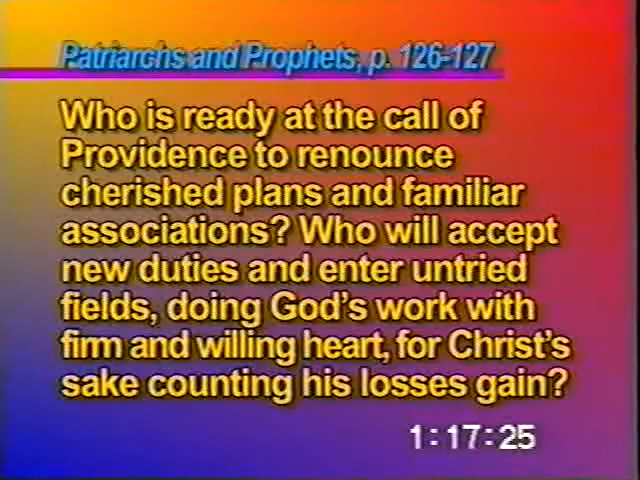 Patriarchs and Prophets, p. 126-127
Who is ready at the call of
Providence to renounce
cherished plans and familiar
associations? Who will accept
new duties and enter untried
fields, doing God's work with
firm and willing heart, for Christ's
sake counting his losses gain?
1:17:25